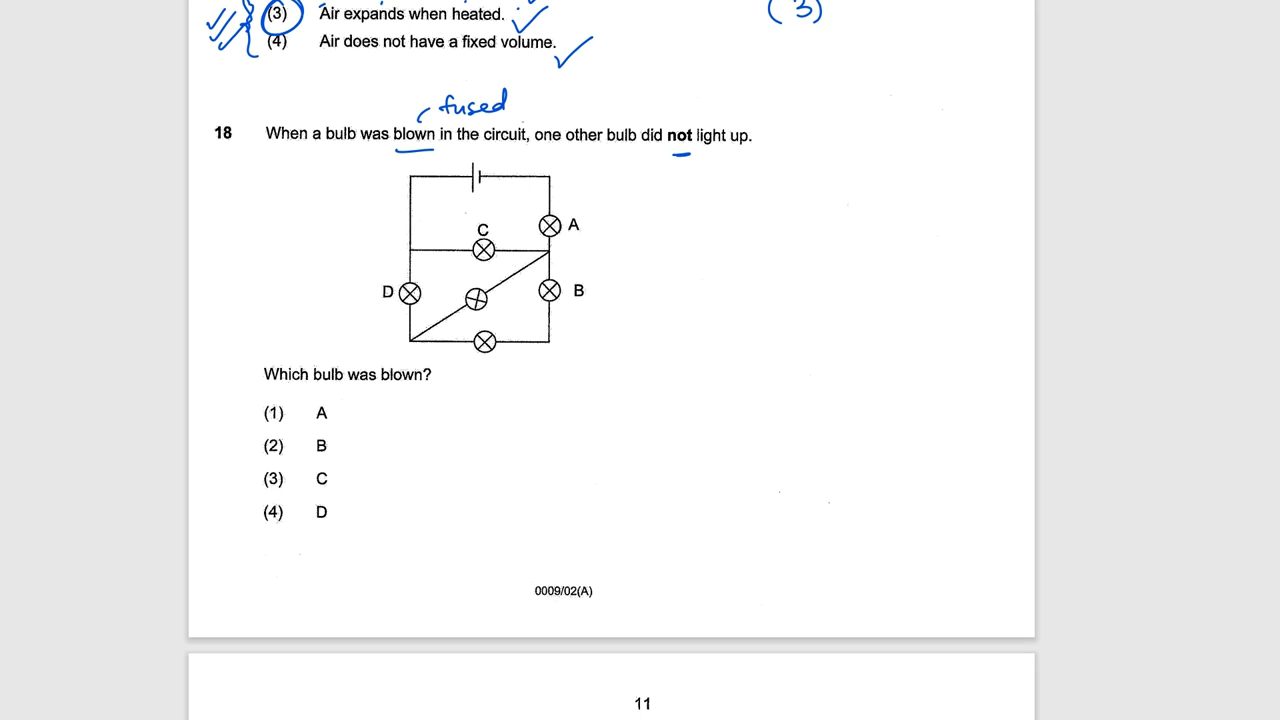 (3) Air expands when heated.
(3)
(4) Air does not have a fixed volume.
fused
18 When a bulb was blown in the circuit, one other bulb did not light up.
A
C
D
B
Which bulb was blown?
(1) A
(2) B
(3) C
(4) D
0009/02(A)
11